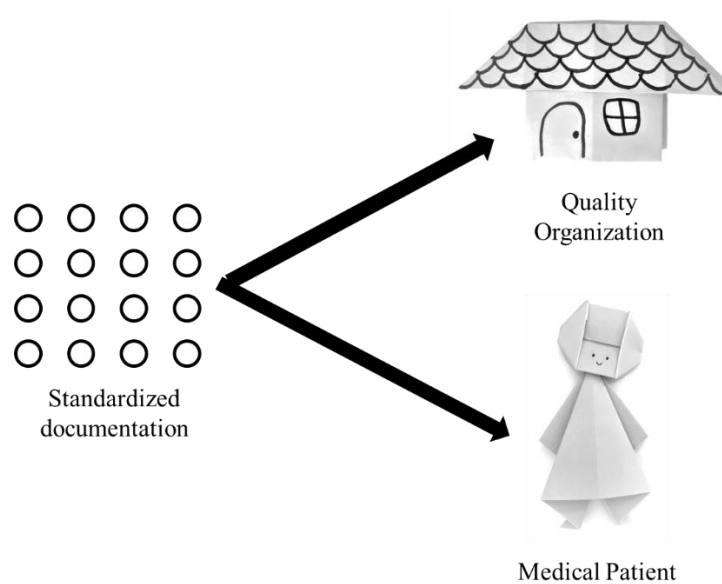 Quality
Organization
Standardized
documentation
Medical Patient